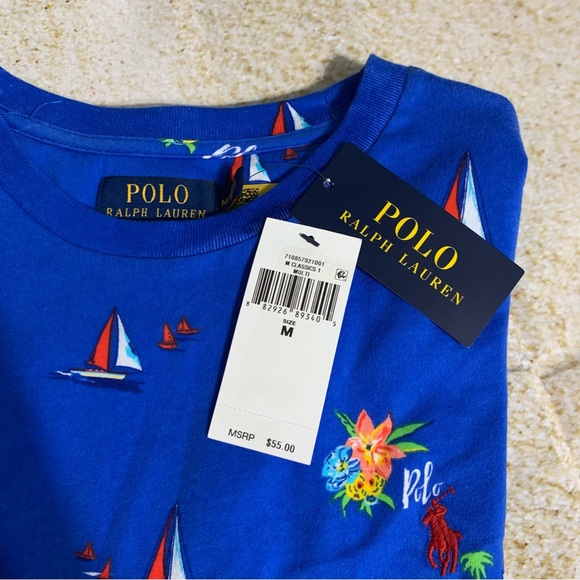 POLO
RALPH LAUREN
M
POLO
RALPH LAUREN
710857921001
M CLASSICS 1
MULTI
8 82926 89340 5
SIZE
M
MSRP $55.00
Polo